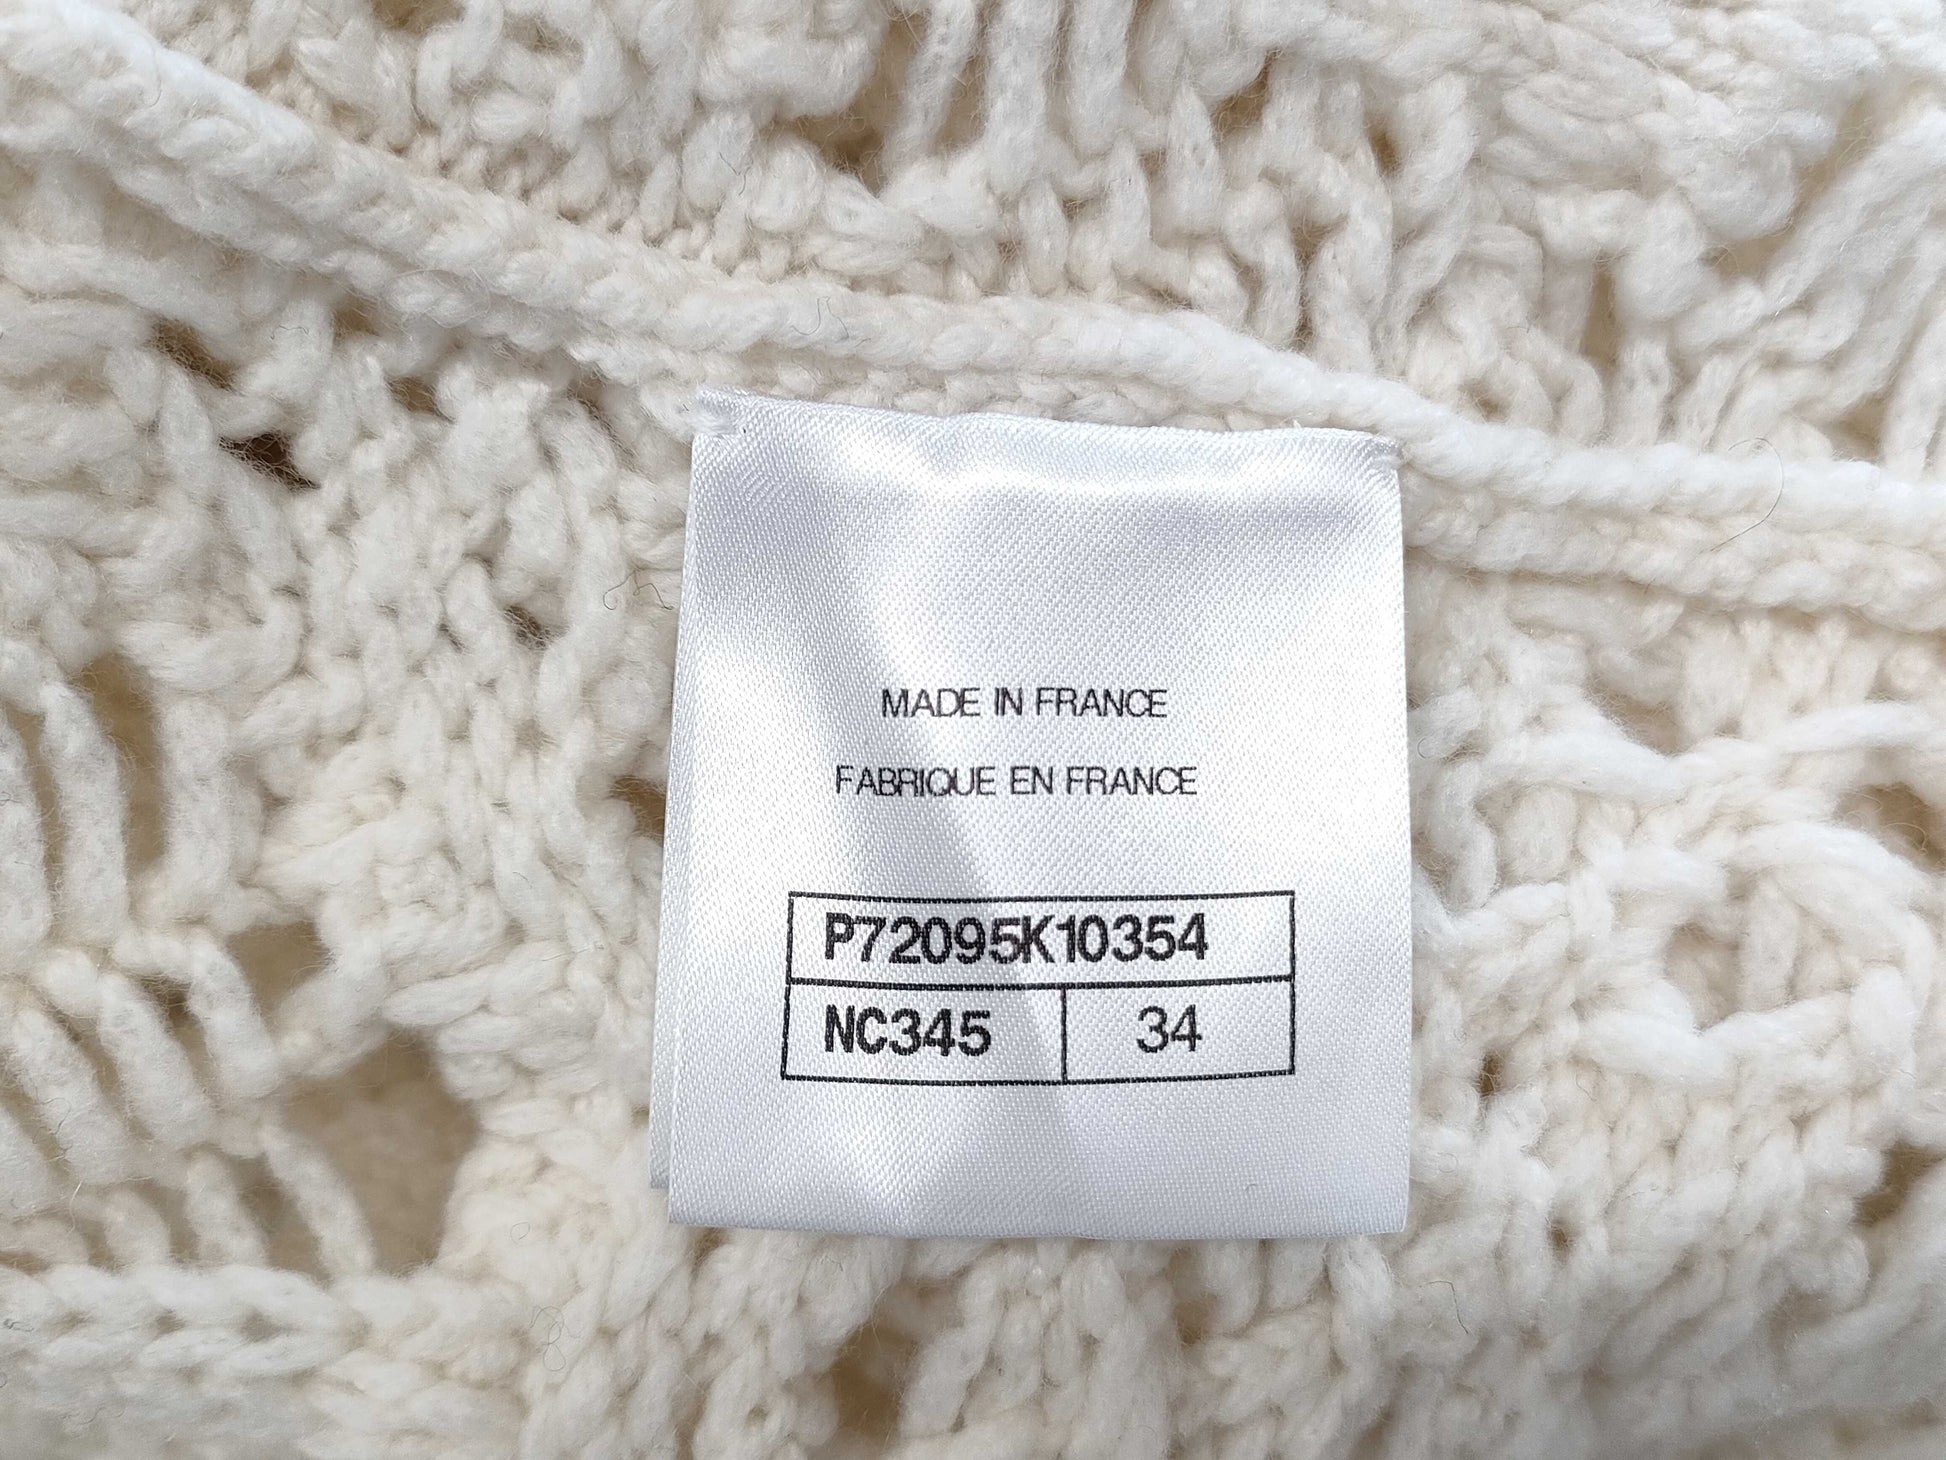 MADE IN FRANCE
FABRIQUE EN FRANCE
P72095K10354
NC345 34